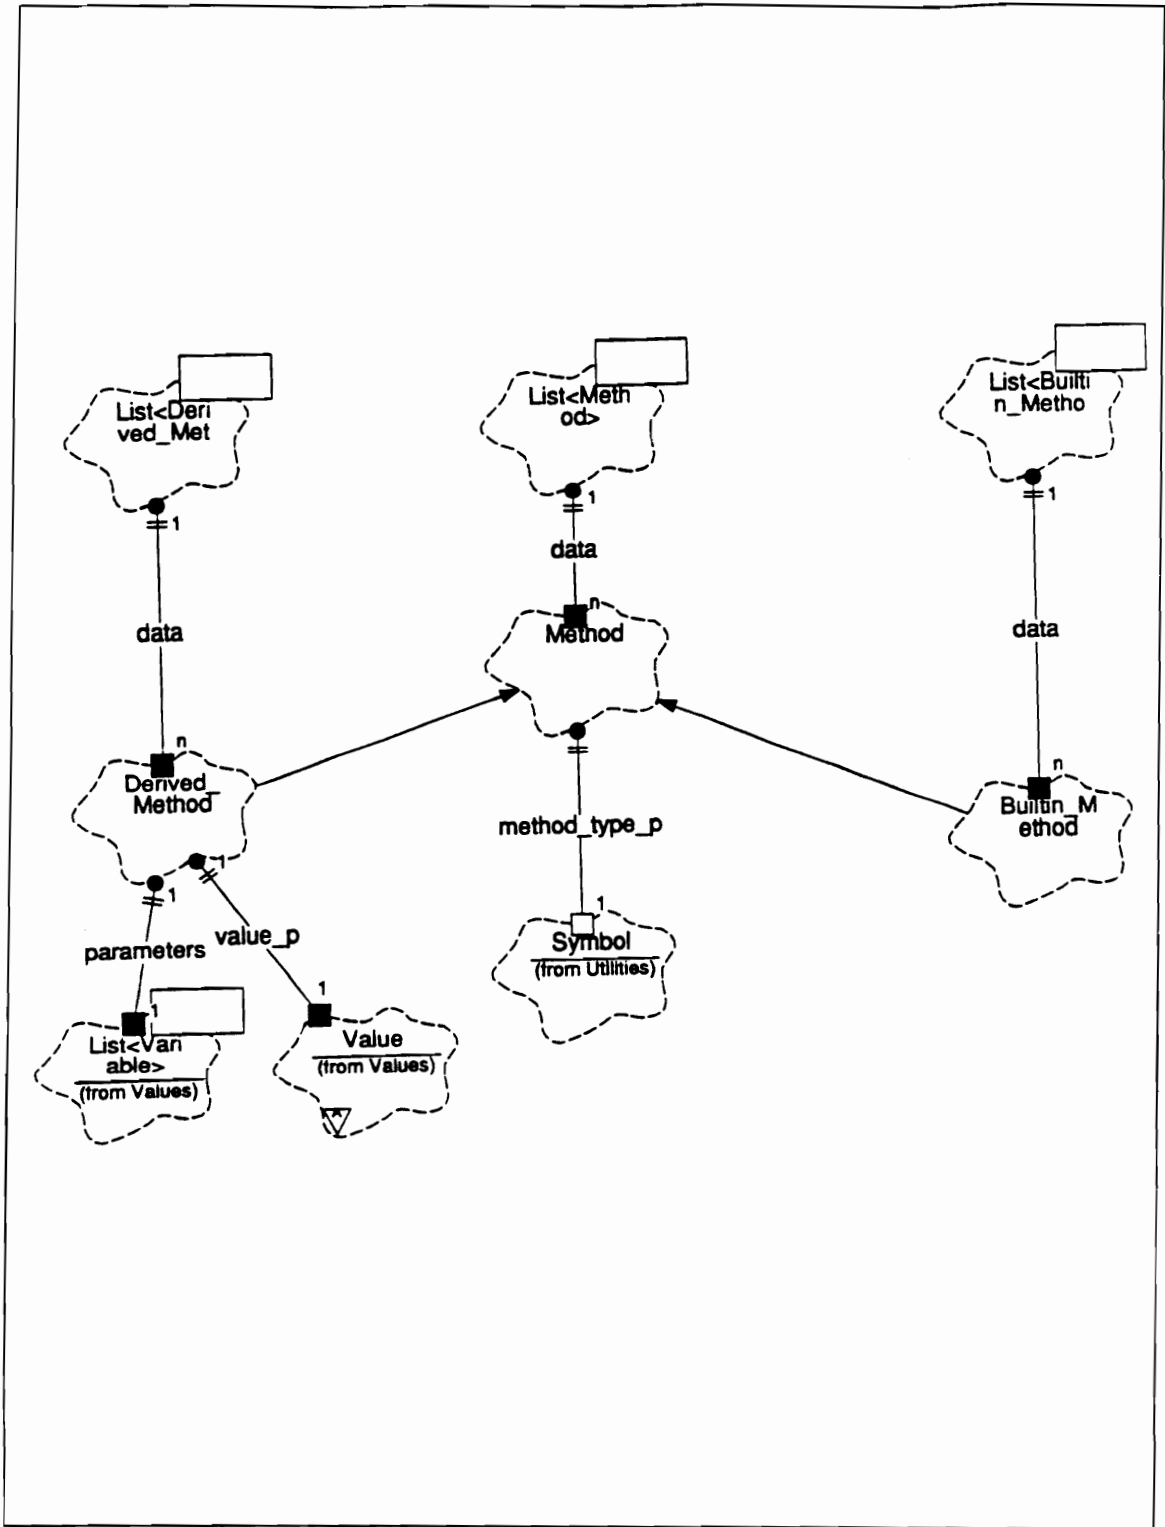 List<Deri
ved_Met
1
data
n
Derived_
Method
1
1
parameters
value_p
1
List<Vari
able>
(from Values)
1
Value
(from Values)
List<Meth
od>
1
data
n
Method
method_type_p
1
Symbol
(from Utilities)
List<Builti
n_Metho
1
data
n
Builtin_M
ethod